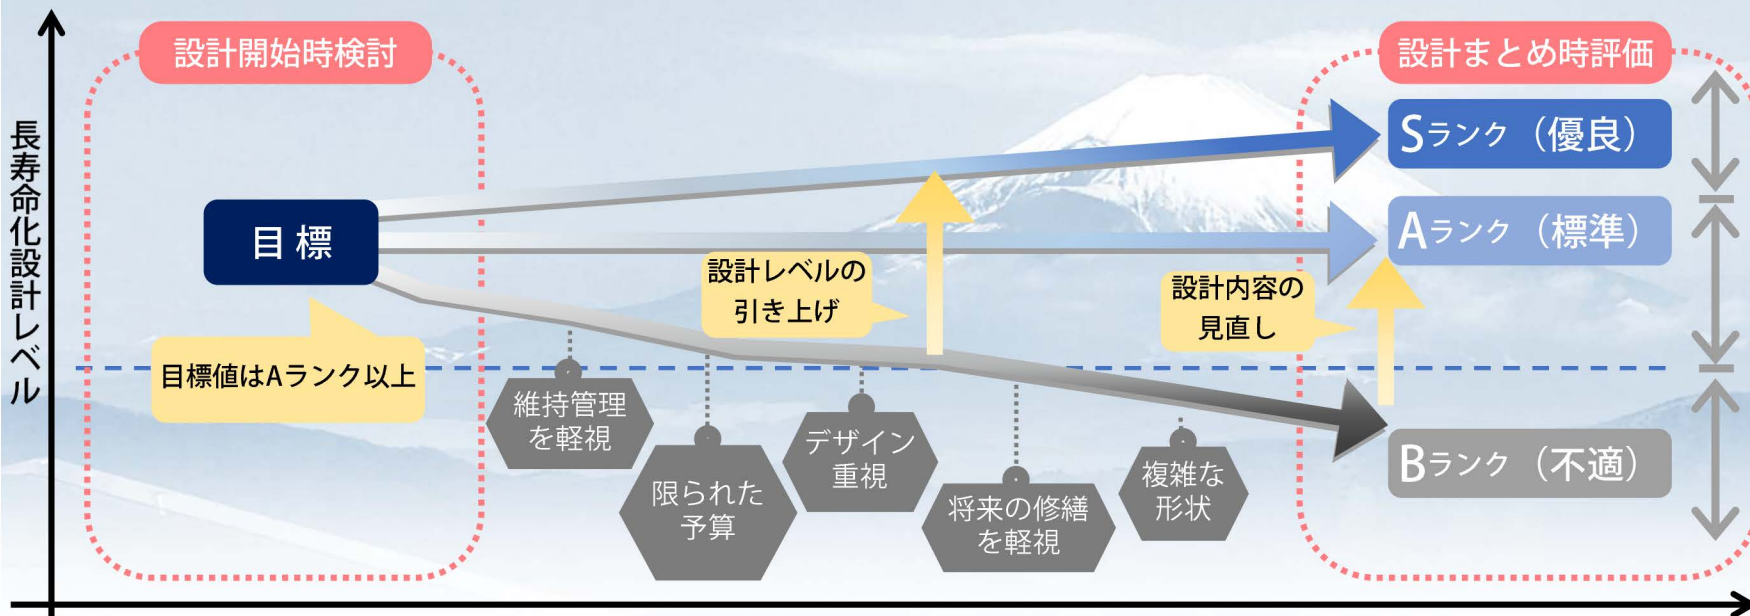 設計開始時検討
設計まとめ時評価
長寿命化設計レベル
Sランク（優良）
目標
Aランク（標準）
設計レベルの
引き上げ
設計内容の
見直し
目標値はAランク以上
維持管理
を軽視
限られた
予算
デザイン
重視
将来の修繕
を軽視
複雑な
形状
Bランク（不適）